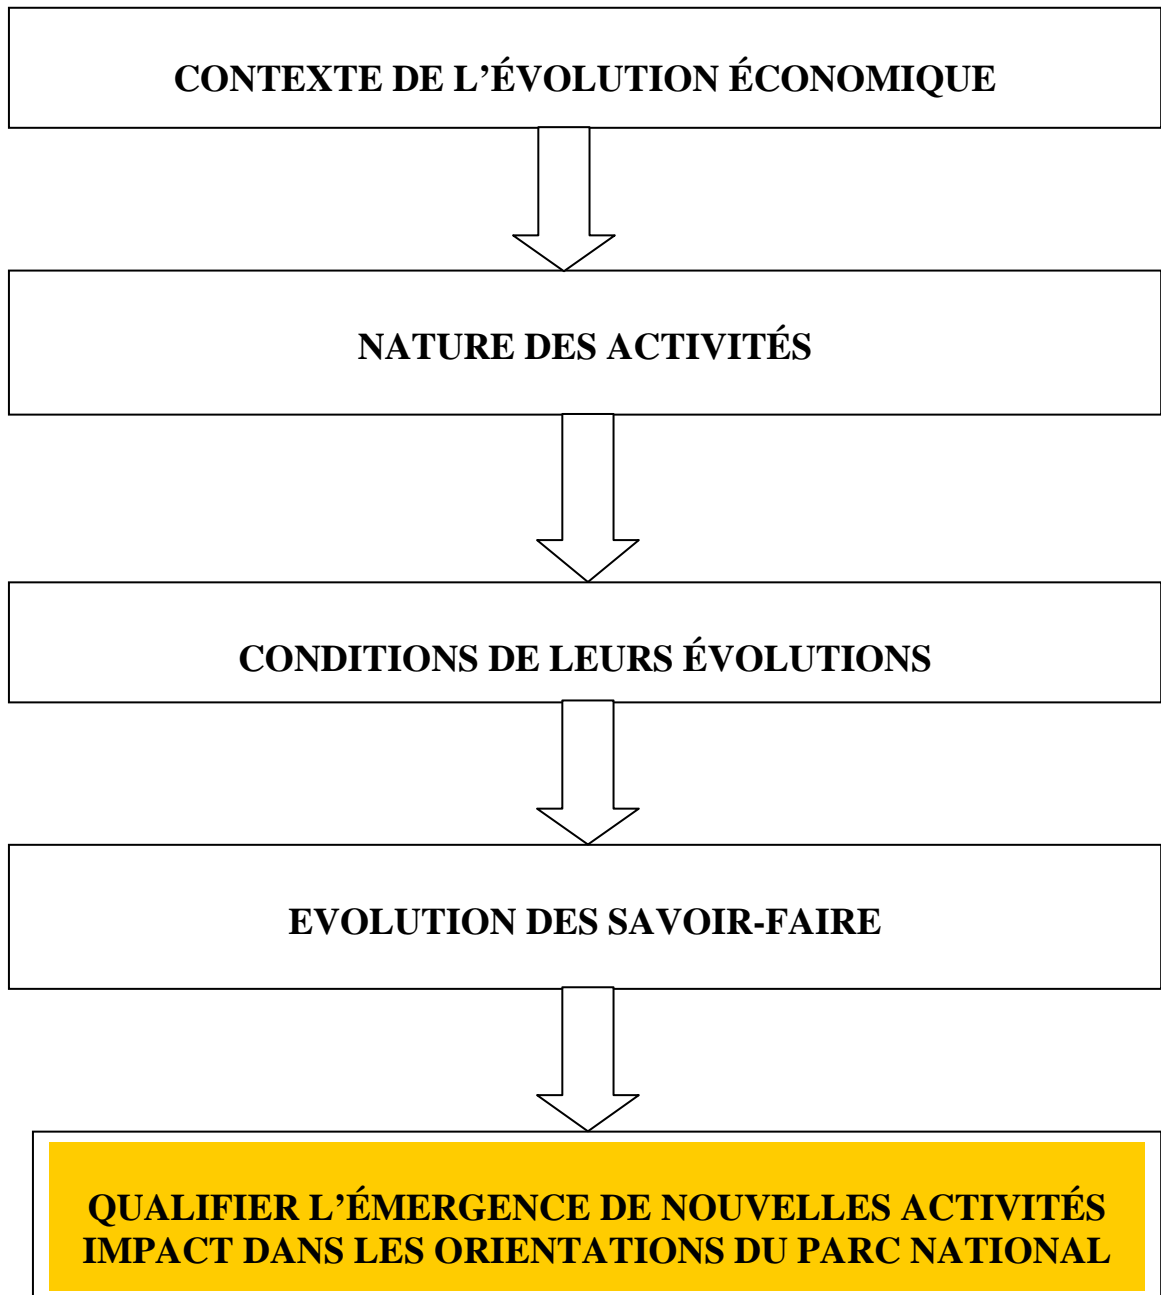 CONTEXTE DE L’ÉVOLUTION ÉCONOMIQUE
NATURE DES ACTIVITÉS
CONDITIONS DE LEURS ÉVOLUTIONS
EVOLUTION DES SAVOIR-FAIRE
QUALIFIER L’ÉMERGENCE DE NOUVELLES ACTIVITÉS
IMPACT DANS LES ORIENTATIONS DU PARC NATIONAL